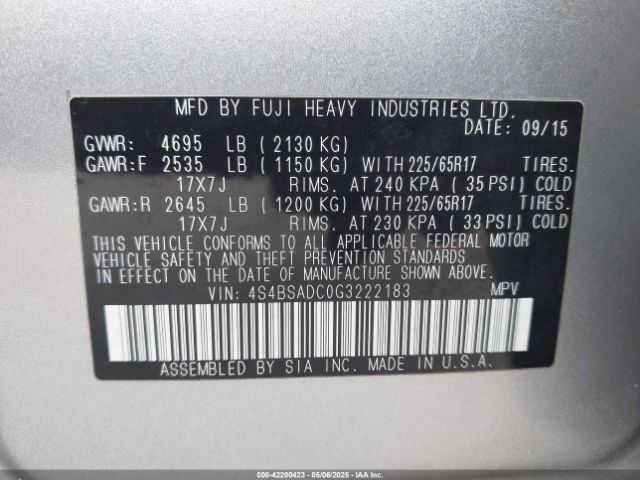 MFD BY FUJI HEAVY INDUSTRIES LTD.
DATE: 09/15
GVWR: 4695 LB ( 2130 KG)
GAWR:F 2535 LB ( 1150 KG) WITH 225/65R17 TIRES.
17X7J RIMS. AT 240 KPA ( 35 PSI) COLD
GAWR:R 2645 LB ( 1200 KG) WITH 225/65R17 TIRES.
17X7J RIMS. AT 230 KPA ( 33 PSI) COLD
THIS VEHICLE CONFORMS TO ALL APPLICABLE FEDERAL MOTOR
VEHICLE SAFETY AND THEFT PREVENTION STANDARDS
IN EFFECT ON THE DATE OF MANUFACTURE SHOWN ABOVE.
VIN: 4S4BSADC0G3222183 MPV
ASSEMBLED BY SIA INC. MADE IN U.S.A.
000-42200423 - 05/06/2025 - IAAI.COM